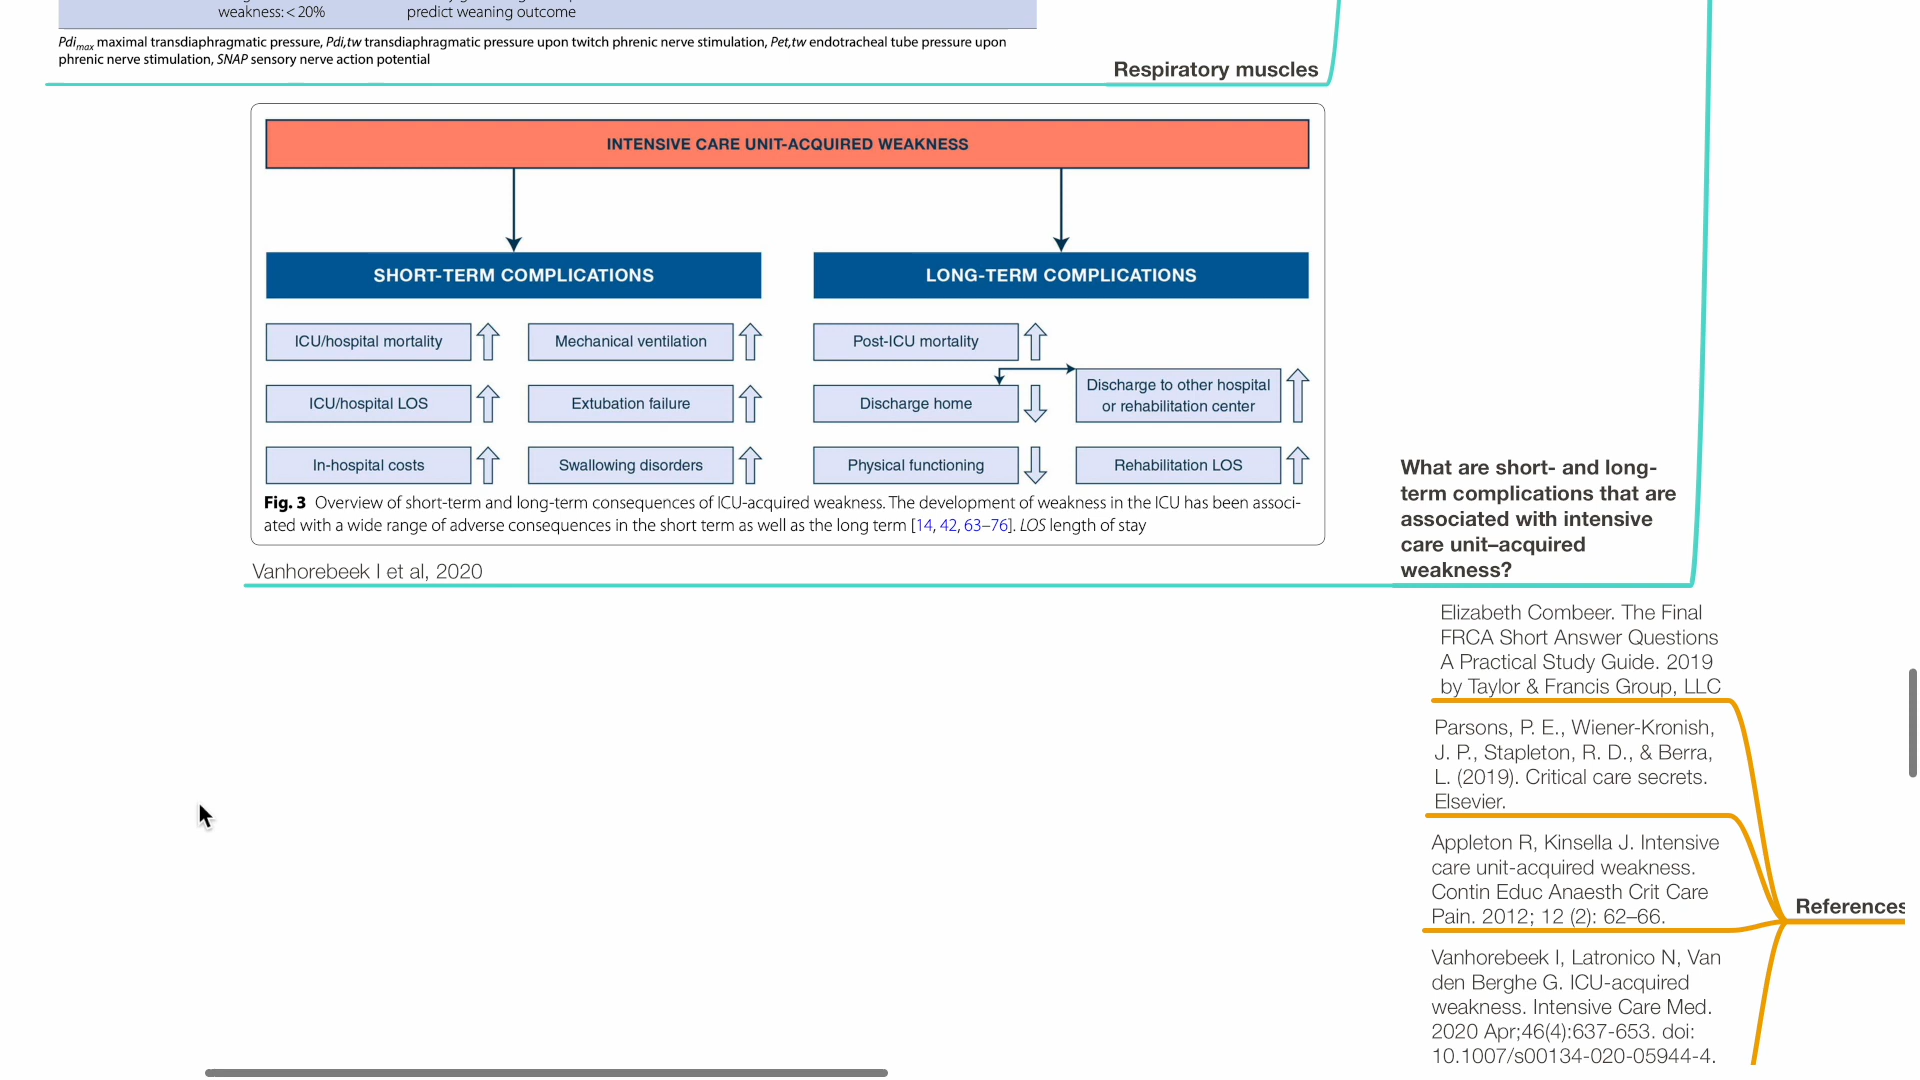 weakness: < 20%
predict weaning outcome
Pdimax maximal transdiaphragmatic pressure, Pdi,tw transdiaphragmatic pressure upon twitch phrenic nerve stimulation, Pet,tw endotracheal tube pressure upon
phrenic nerve stimulation, SNAP sensory nerve action potential
Respiratory muscles
INTENSIVE CARE UNIT-ACQUIRED WEAKNESS
SHORT-TERM COMPLICATIONS
LONG-TERM COMPLICATIONS
ICU/hospital mortality
Mechanical ventilation
Post-ICU mortality
ICU/hospital LOS
Extubation failure
Discharge home
Discharge to other hospital
or rehabilitation center
In-hospital costs
Swallowing disorders
Physical functioning
Rehabilitation LOS
Fig. 3 Overview of short-term and long-term consequences of ICU-acquired weakness. The development of weakness in the ICU has been associ-
ated with a wide range of adverse consequences in the short term as well as the long term [14, 42, 63–76]. LOS length of stay
Vanhorebeek I et al, 2020
What are short- and long-
term complications that are
associated with intensive
care unit–acquired
weakness?
Elizabeth Combeer. The Final
FRCA Short Answer Questions
A Practical Study Guide. 2019
by Taylor & Francis Group, LLC
Parsons, P. E., Wiener-Kronish,
J. P., Stapleton, R. D., & Berra,
L. (2019). Critical care secrets.
Elsevier.
Appleton R, Kinsella J. Intensive
care unit-acquired weakness.
Contin Educ Anaesth Crit Care
Pain. 2012; 12 (2): 62–66.
References
Vanhorebeek I, Latronico N, Van
den Berghe G. ICU-acquired
weakness. Intensive Care Med.
2020 Apr;46(4):637-653. doi:
10.1007/s00134-020-05944-4.